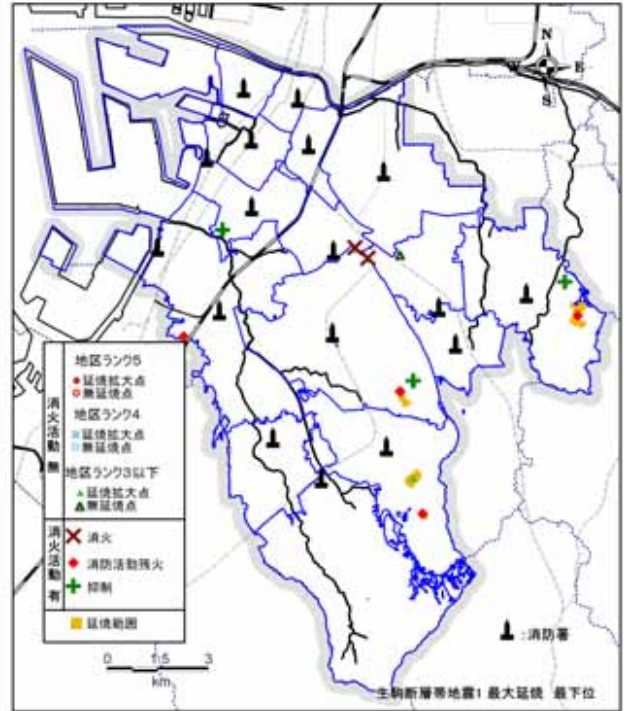 N
W
E
S
消火活動 無
地区ランク5
延焼拡大点
無延焼点
地区ランク4
延焼拡大点
無延焼点
地区ランク3以下
延焼拡大点
無延焼点
消火活動 有
消火
消防活動残火
抑制
延焼範囲
0 1.5 3
km
:消防署
生駒断層帯地震1 最大延焼 最下位